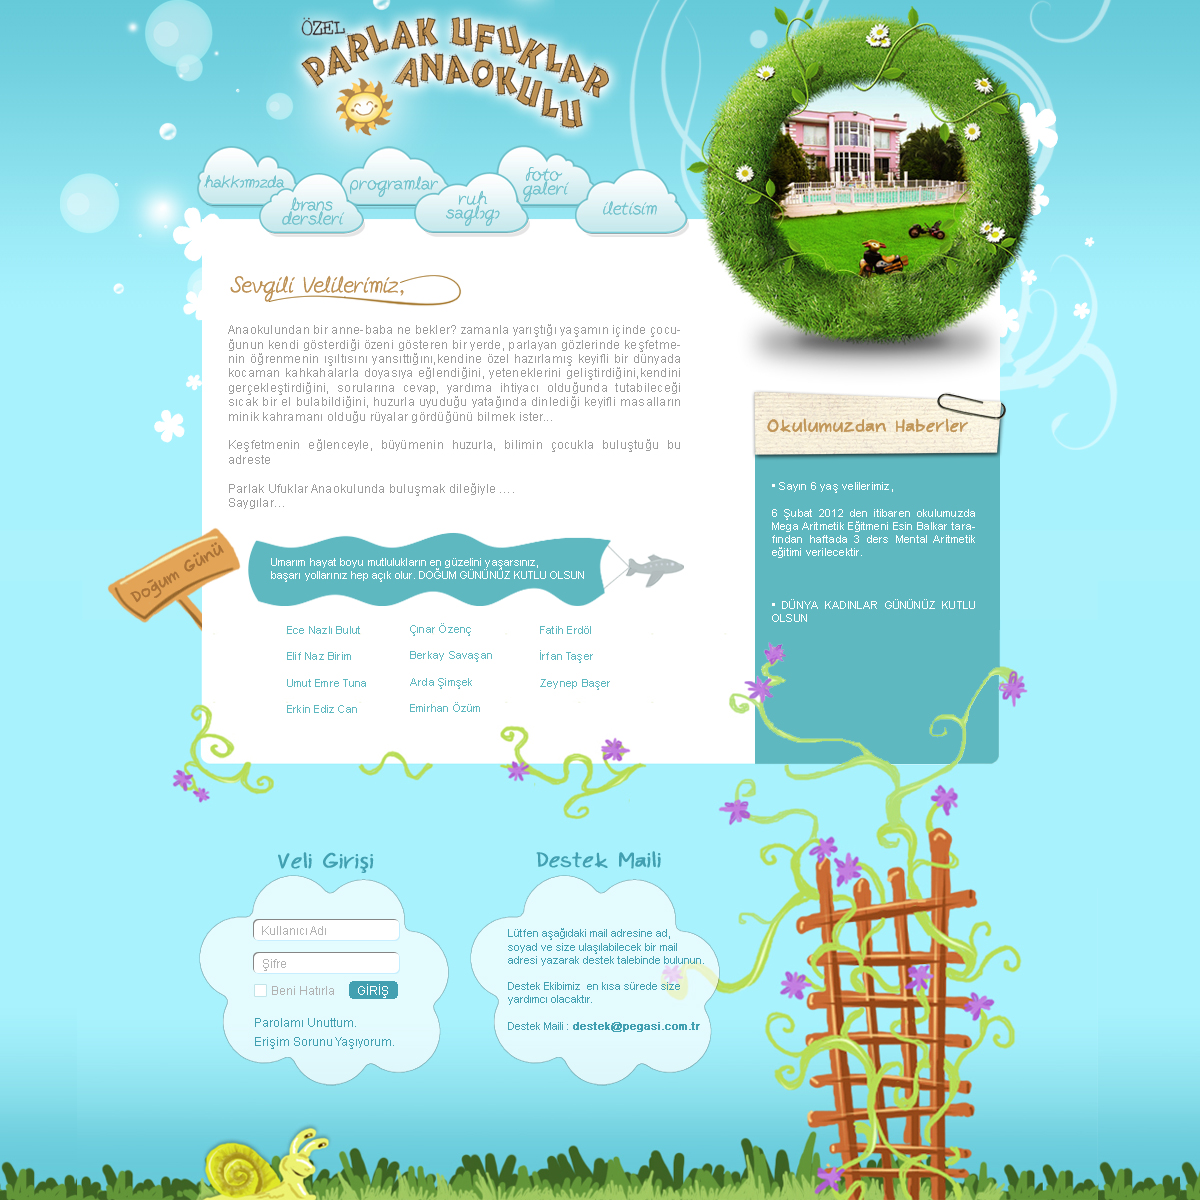 ÖZEL
PARLAK UFUKLAR
ANAOKULU
hakkımızda
branş
dersleri
programlar
ruh
saglıgı
foto
galeri
iletisim
Sevgili Velilerimiz,
Anaokulundan bir anne-baba ne bekler? zamanla yarıştığı yaşamın içinde çocu-
ğunun kendi gösterdiği özeni gösteren bir yerde, parlayan gözlerinde keşfetme-
nin öğrenmenin ışıltısını yansıttığını,kendine özel hazırlamış keyifli bir dünyada
kocaman kahkahalarla doyasıya eğlendiğini, yeteneklerini geliştirdiğini,kendini
gerçekleştirdiğini, sorularına cevap, yardıma ihtiyacı olduğunda tutabileceği
sıcak bir el bulabildiğini, huzurla uyuduğu yatağında dinlediği keyifli masalların
minik kahramanı olduğu rüyalar gördüğünü bilmek ister...
Keşfetmenin eğlenceyle, büyümenin huzurla, bilimin çocukla buluştuğu bu
adreste
Parlak Ufuklar Anaokulunda buluşmak dileğiyle ….
Saygılar…
Okulumuzdan Haberler
• Sayın 6 yaş velilerimiz,
6 Şubat 2012 den itibaren okulumuzda
Mega Aritmetik Eğitmeni Esin Balkar tara-
fından haftada 3 ders Mental Aritmetik
eğitimi verilecektir.
• DÜNYA KADINLAR GÜNÜNÜZ KUTLU
OLSUN
Doğum Günü
Umarım hayat boyu mutlulukların en güzelini yaşarsınız,
başarı yollarınız hep açık olur. DOĞUM GÜNÜNÜZ KUTLU OLSUN
Ece Nazlı Bulut
Elif Naz Birim
Umut Emre Tuna
Erkin Ediz Can
Çınar Özenç
Berkay Savaşan
Arda Şimşek
Emirhan Özüm
Fatih Erdöl
İrfan Taşer
Zeynep Başer
Veli Girişi
Kullanıcı Adı
Şifre
Beni Hatırla
GİRİŞ
Parolamı Unuttum.
Erişim Sorunu Yaşıyorum.
Destek Maili
Lütfen aşağıdaki mail adresine ad,
soyad ve size ulaşılabilecek bir mail
adresi yazarak destek talebinde bulunun.
Destek Ekibimiz en kısa sürede size
yardımcı olacaktır.
Destek Maili : destek@pegasi.com.tr